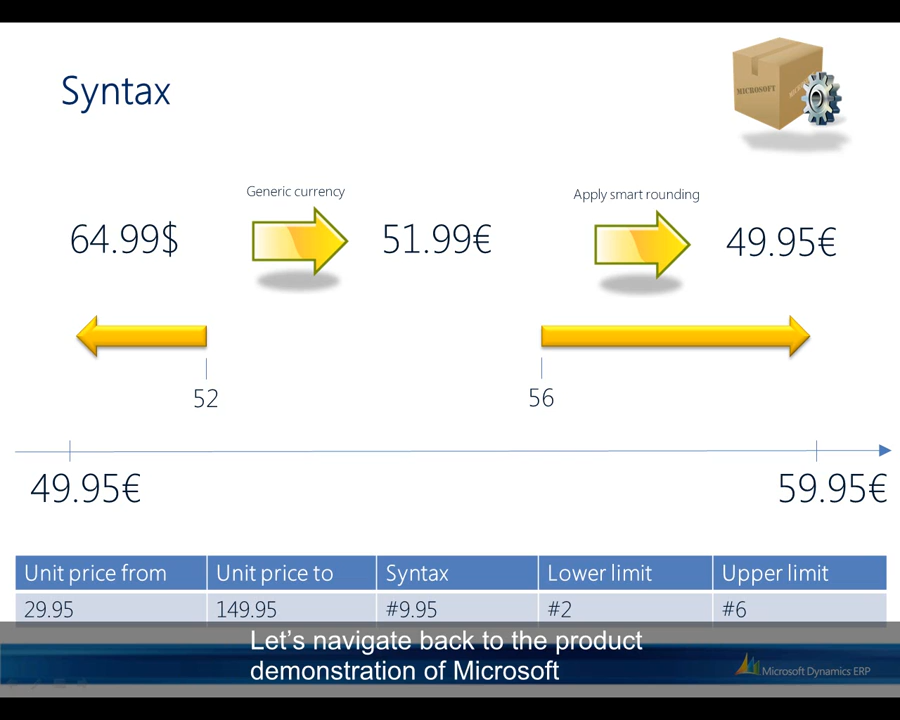 Syntax
MICROSOFT
Generic currency
Apply smart rounding
64.99$
51.99€
49.95€
52
56
49.95€
59.95€
Unit price from Unit price to Syntax Lower limit Upper limit
29.95 149.95 #9.95 #2 #6
Let's navigate back to the product
demonstration of Microsoft
Microsoft Dynamics ERP